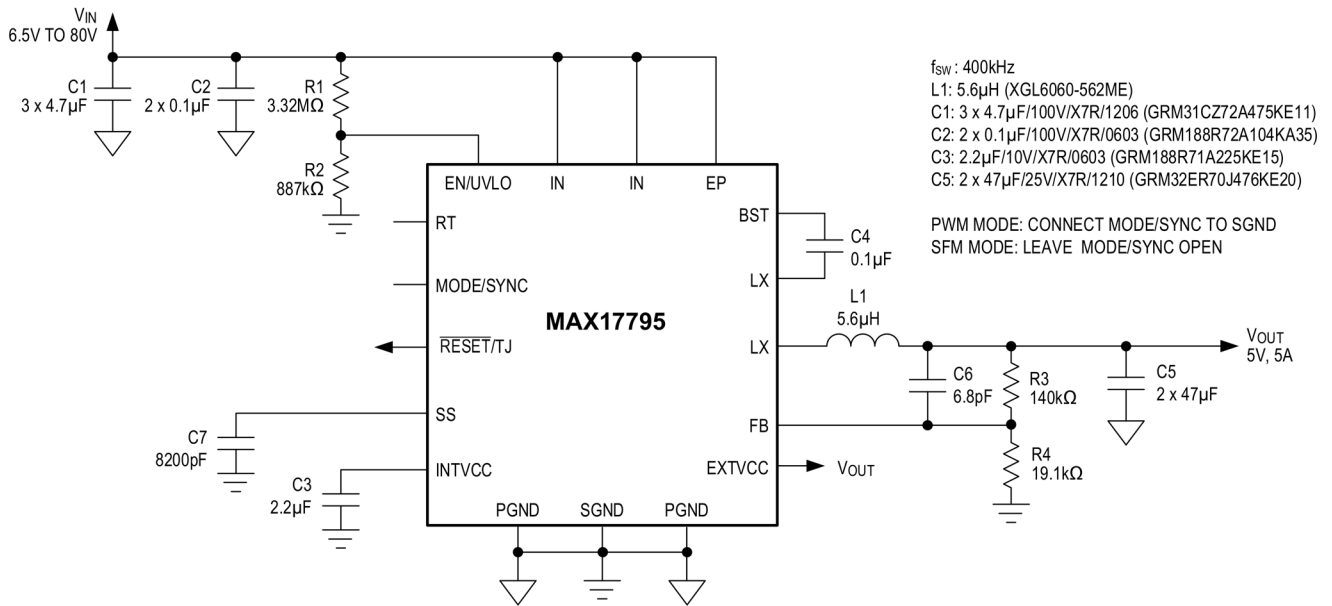 VIN
6.5V TO 80V
C1
3 x 4.7µF
C2
2 x 0.1µF
R1
3.32MΩ
R2
887kΩ
EN/UVLO
IN
IN
EP
RT
MODE/SYNC
RESET/TJ
SS
INTVCC
MAX17795
BST
LX
LX
FB
EXTVCC
PGND
SGND
PGND
C7
8200pF
C3
2.2µF
C4
0.1µF
L1
5.6µH
C6
6.8pF
R3
140kΩ
R4
19.1kΩ
C5
2 x 47µF
VOUT
5V, 5A
VOUT
fSW : 400kHz
L1: 5.6µH (XGL6060-562ME)
C1: 3 x 4.7µF/100V/X7R/1206 (GRM31CZ72A475KE11)
C2: 2 x 0.1µF/100V/X7R/0603 (GRM188R72A104KA35)
C3: 2.2µF/10V/X7R/0603 (GRM188R71A225KE15)
C5: 2 x 47µF/25V/X7R/1210 (GRM32ER70J476KE20)
PWM MODE: CONNECT MODE/SYNC TO SGND
SFM MODE: LEAVE MODE/SYNC OPEN